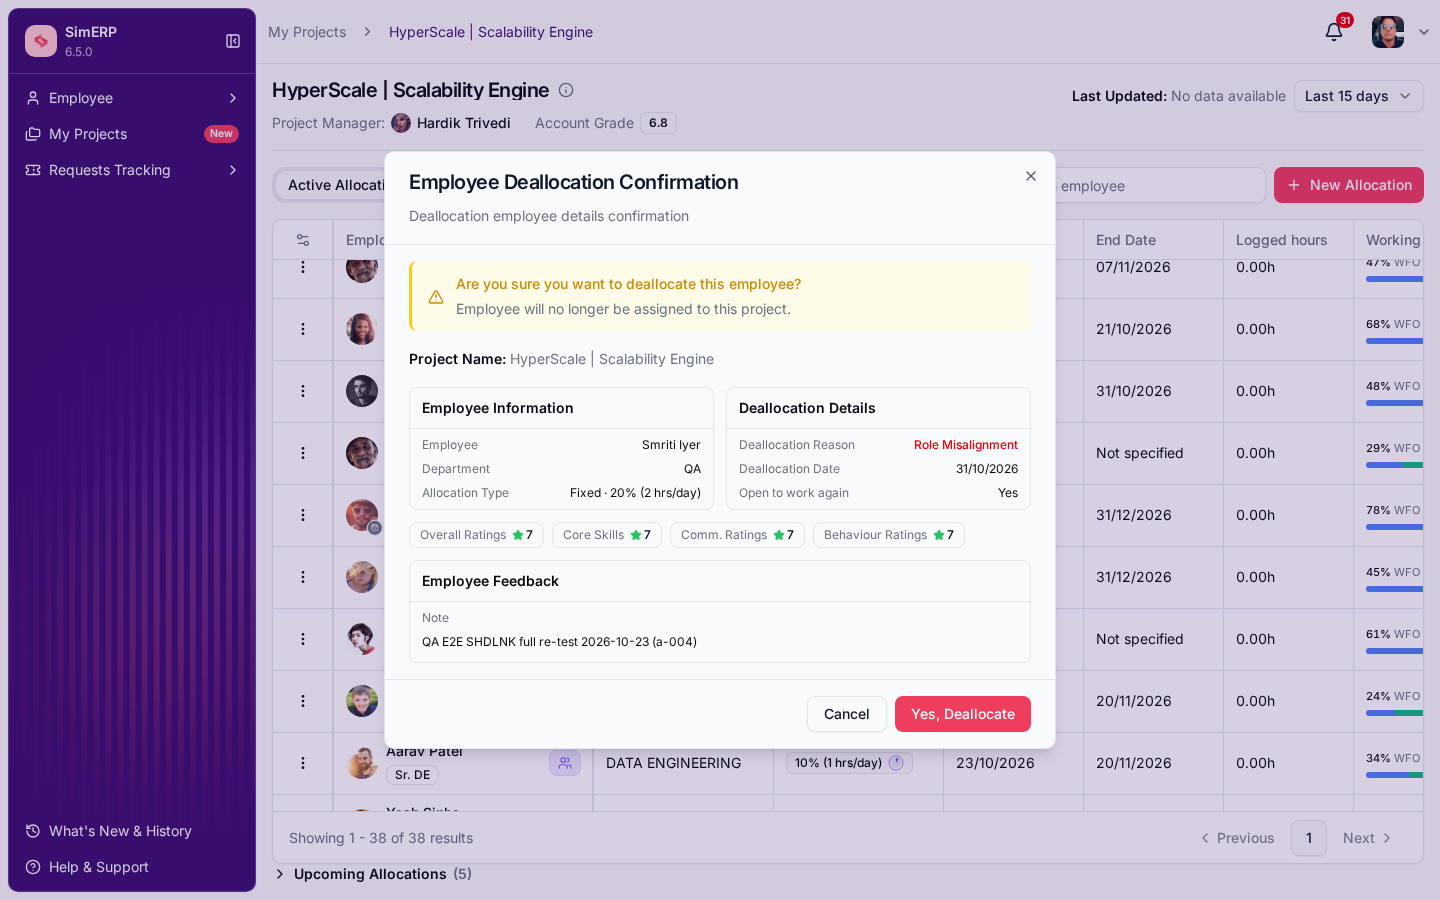 SimERP
6.5.0
Employee
My Projects
New
Requests Tracking
What's New & History
Help & Support
My Projects
HyperScale | Scalability Engine
31
HyperScale | Scalability Engine
Last Updated: No data available
Last 15 days
Project Manager:
Hardik Trivedi
Account Grade
6.8
employee
New Allocation
End Date
Logged hours
Working
07/11/2026
0.00h
47% WFO
21/10/2026
0.00h
68% WFO
31/10/2026
0.00h
48% WFO
Not specified
0.00h
29% WFO
31/12/2026
0.00h
78% WFO
31/12/2026
0.00h
45% WFO
Not specified
0.00h
61% WFO
20/11/2026
0.00h
24% WFO
Aarav Patel
Sr. DE
DATA ENGINEERING
10% (1 hrs/day)
23/10/2026
20/11/2026
0.00h
34% WFO
Showing 1 - 38 of 38 results
Previous
1
Next
Upcoming Allocations (5)
Employee Deallocation Confirmation
Deallocation employee details confirmation
Are you sure you want to deallocate this employee?
Employee will no longer be assigned to this project.
Project Name: HyperScale | Scalability Engine
Employee Information
Employee
Smriti Iyer
Department
QA
Allocation Type
Fixed · 20% (2 hrs/day)
Deallocation Details
Deallocation Reason
Role Misalignment
Deallocation Date
31/10/2026
Open to work again
Yes
Overall Ratings 7
Core Skills 7
Comm. Ratings 7
Behaviour Ratings 7
Employee Feedback
Note
QA E2E SHDLNK full re-test 2026-10-23 (a-004)
Cancel
Yes, Deallocate